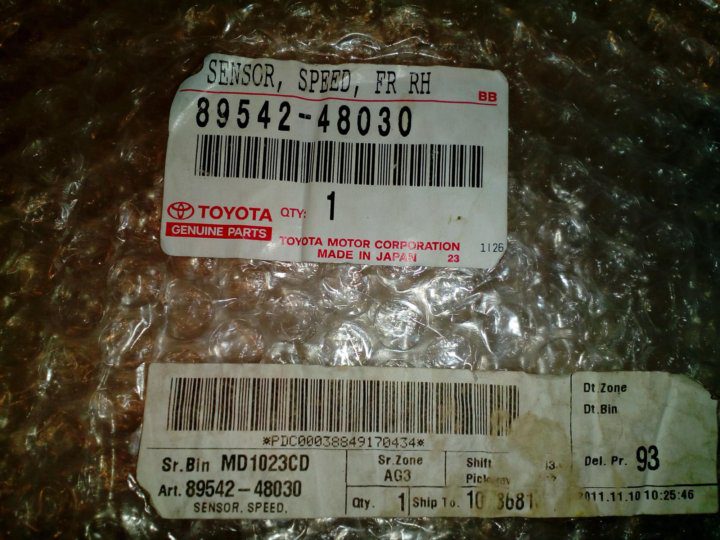 SENSOR, SPEED, FR RH
BB
89542-48030
TOYOTA QTY: 1
GENUINE PARTS
TOYOTA MOTOR CORPORATION 1126
MADE IN JAPAN 23
*PDC00038849170434*
Sr.Bin MD1023CD
Art. 89542-48030
SENSOR, SPEED,
Sr.Zone
AG3
Qty. 1
Shift
Ship To.
Dt.Zone
Dt.Bin
Del. Pr. 93
2011.11.10 10:25:46